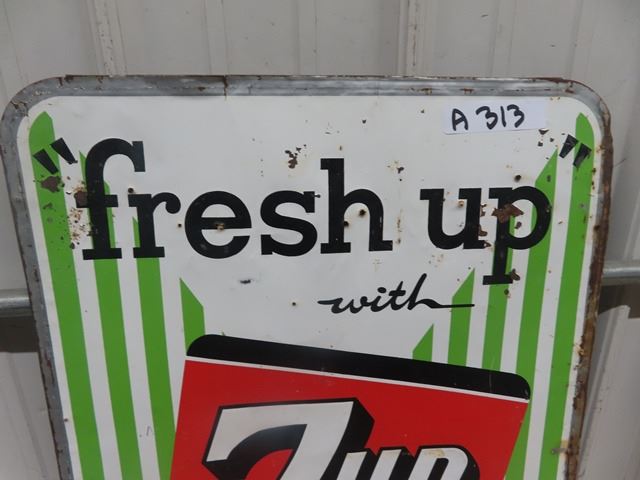 A 313
"fresh up"
with
7up